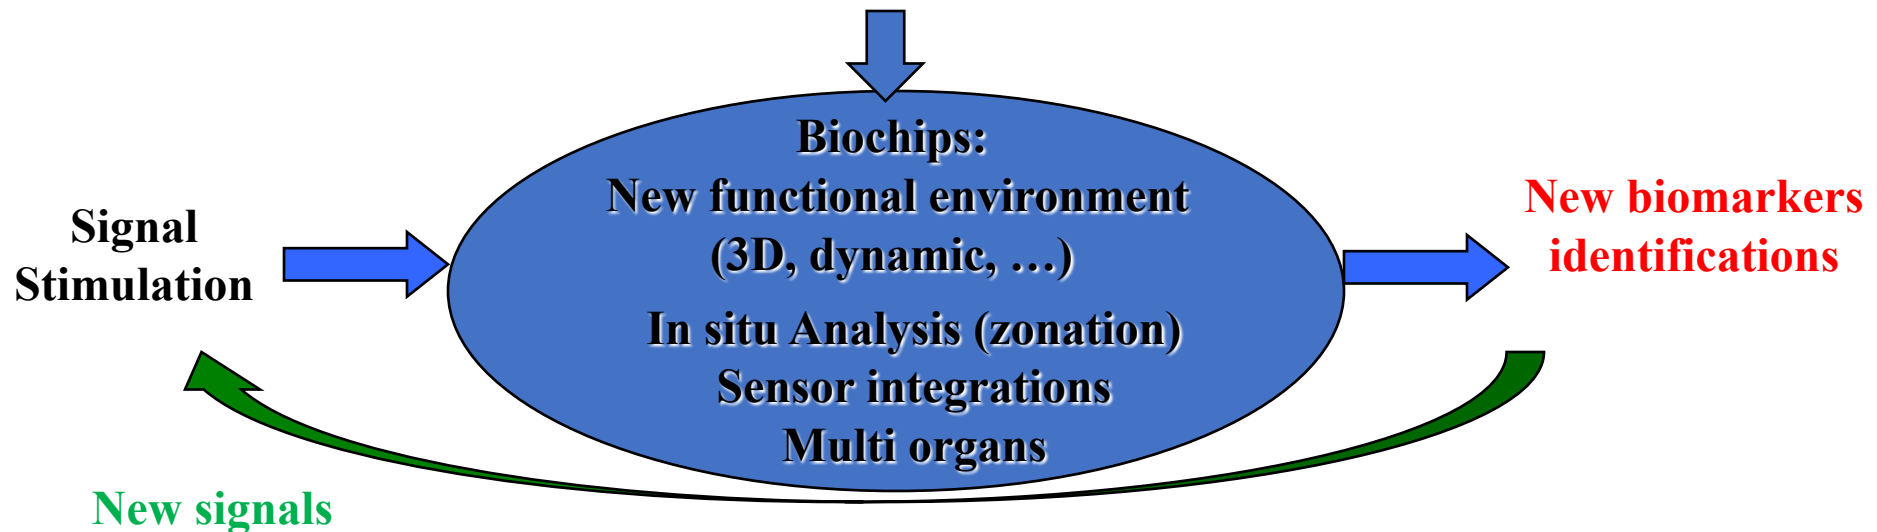 Biochips:
New functional environment
(3D, dynamic, …)
In situ Analysis (zonation)
Sensor integrations
Multi organs
Signal
Stimulation
New biomarkers
identifications
New signals